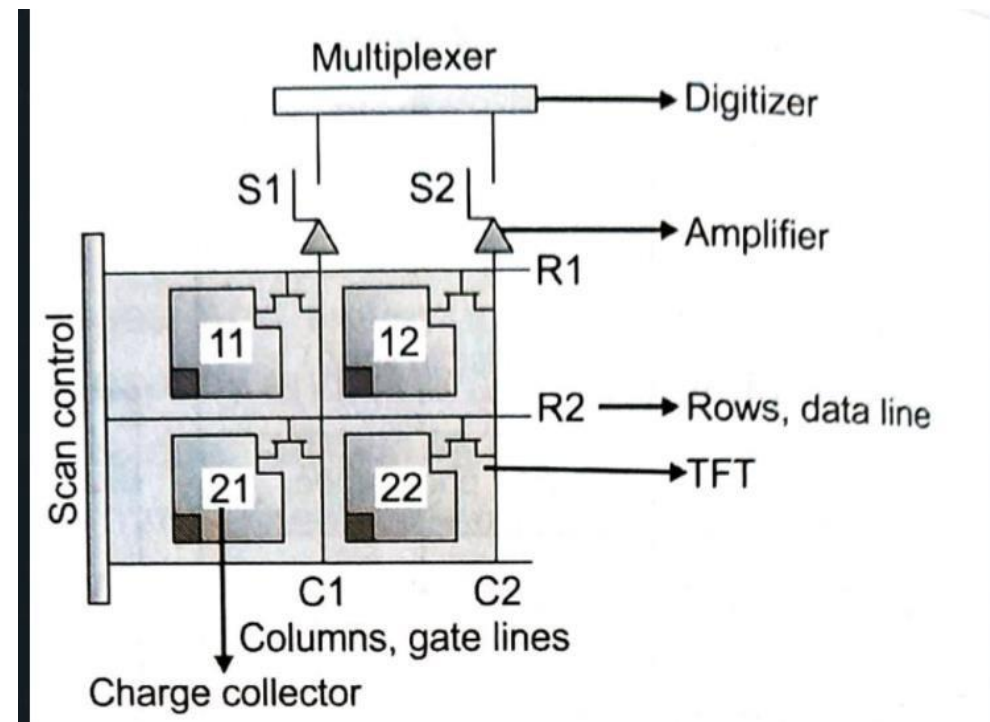 Multiplexer
Digitizer
S1
S2
Amplifier
R1
Scan control
11
12
R2
Rows, data line
TFT
21
22
C1
C2
Columns, gate lines
Charge collector